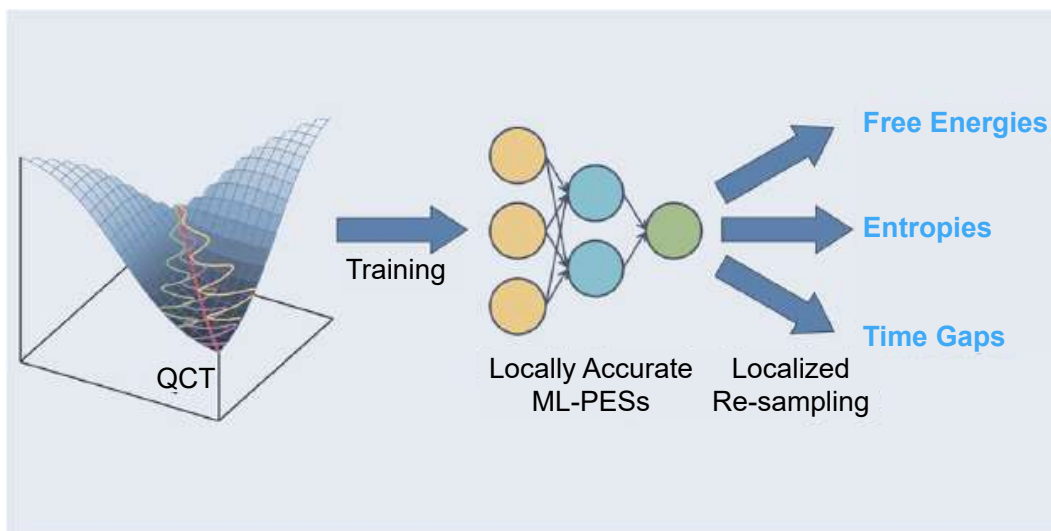 Free Energies
Entropies
Training
Time Gaps
QCT
Locally Accurate
ML-PESs
Localized
Re-sampling